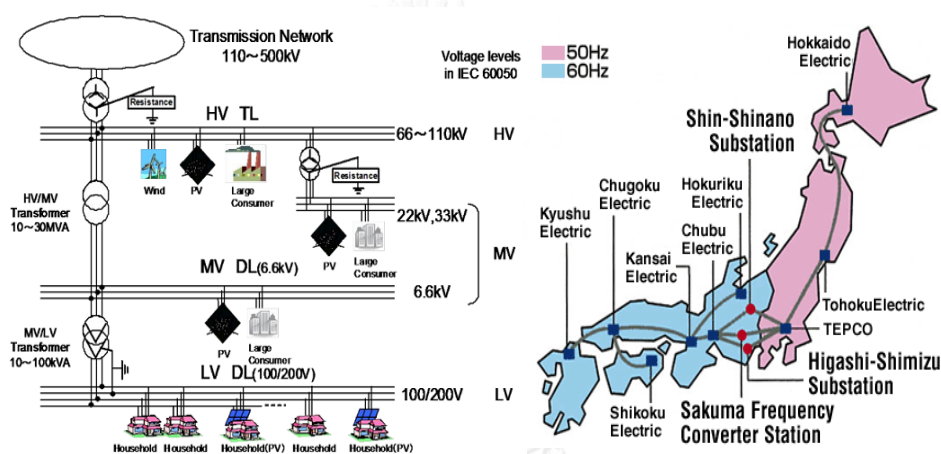 Transmission Network
110～500kV
Resistance
HV TL
66～110kV
HV
Wind
PV
Large
Consumer
Resistance
HV/MV
Transformer
10～30MVA
22kV,33kV
PV
Large
Consumer
MV
MV DL(6.6kV)
6.6kV
PV
Large
Consumer
MV/LV
Transformer
10～100kVA
LV DL(100/200V)
100/200V
LV
Household
Household
Household(PV)
Household
Household(PV)
Voltage levels
in IEC 60050
50Hz
60Hz
Hokkaido
Electric
Shin-Shinano
Substation
Chugoku
Electric
Hokuriku
Electric
Kyushu
Electric
Chubu
Electric
Kansai
Electric
TohokuElectric
TEPCO
Higashi-Shimizu
Substation
Shikoku
Electric
Sakuma Frequency
Converter Station